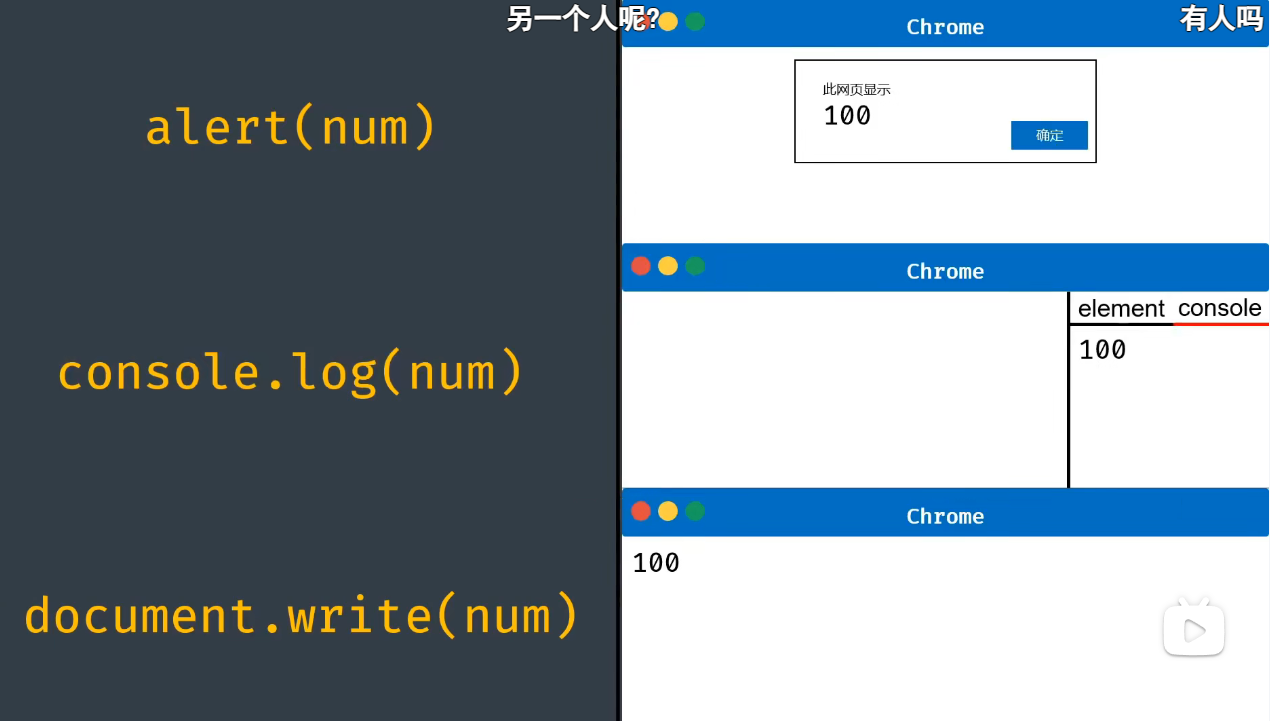 另一个人呢?
有人吗
Chrome
此网页显示
100
确定
alert(num)
Chrome
element console
100
console.log(num)
Chrome
100
document.write(num)